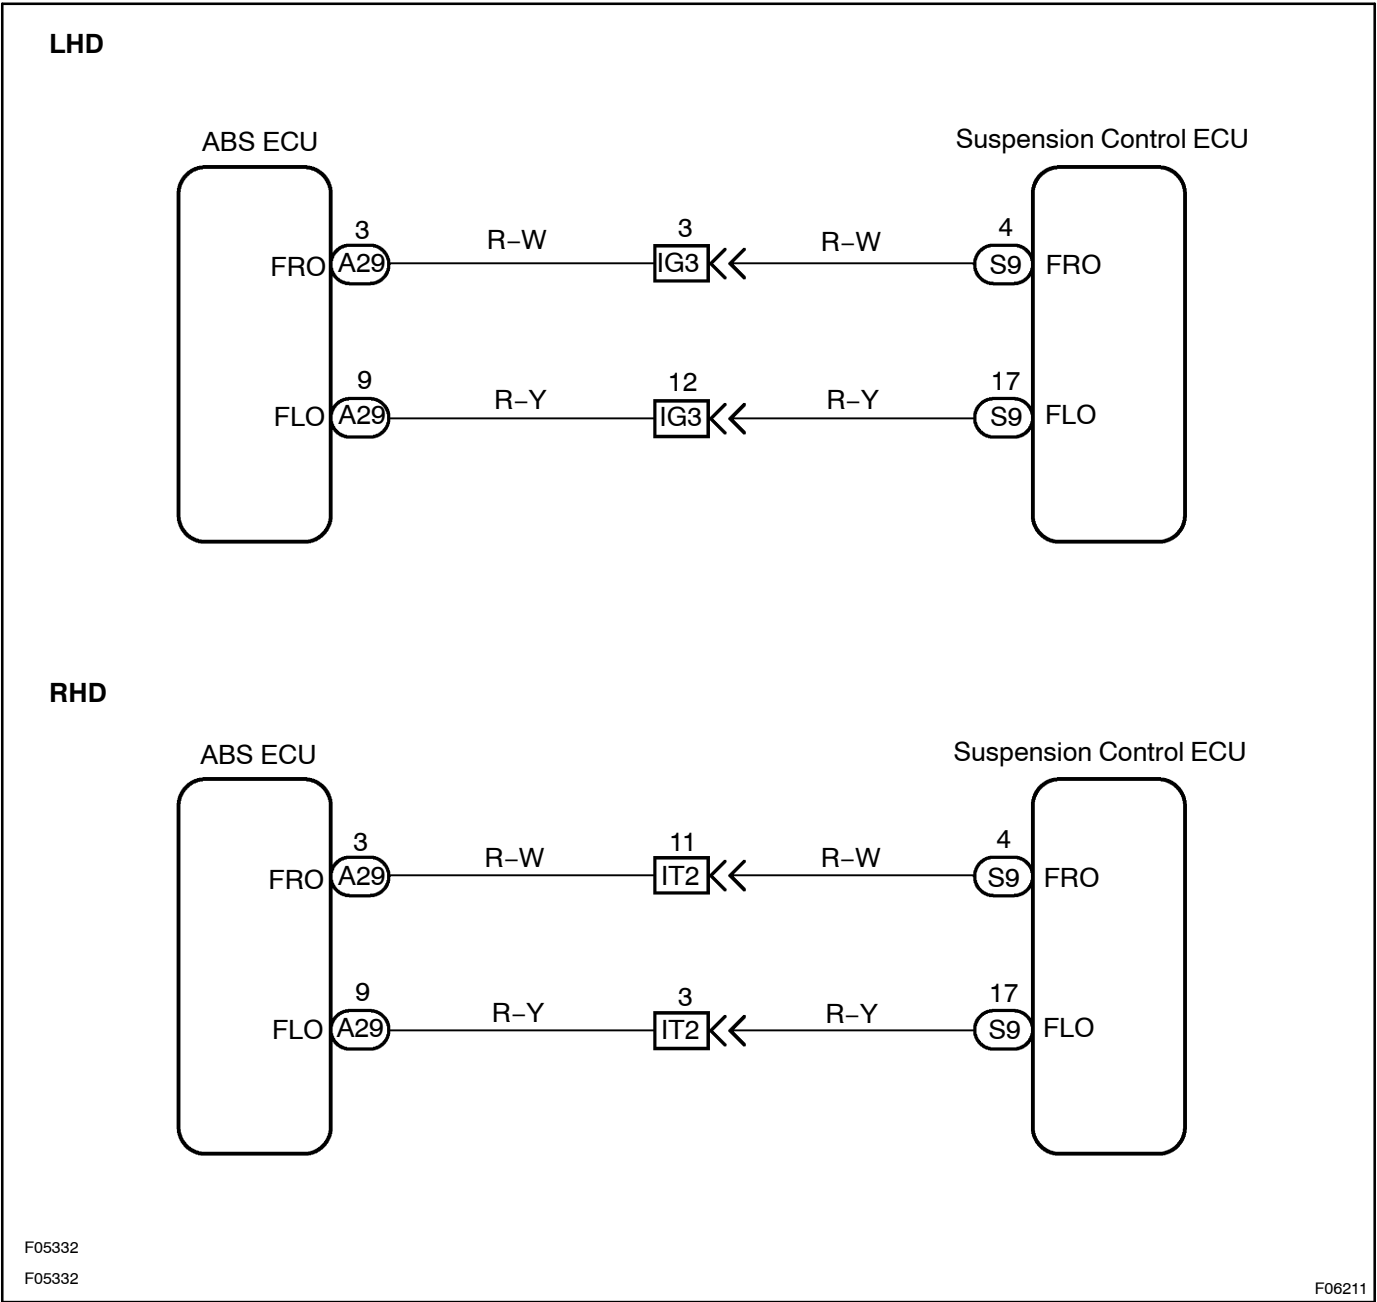 LHD
ABS ECU
Suspension Control ECU
3 R−W 3 R−W 4
FRO A29 IG3 S9 FRO
9 R−Y 12 R−Y 17
FLO A29 IG3 S9 FLO
RHD
ABS ECU
Suspension Control ECU
3 R−W 11 R−W 4
FRO A29 IT2 S9 FRO
9 R−Y 3 R−Y 17
FLO A29 IT2 S9 FLO
F05332
F05332
F06211